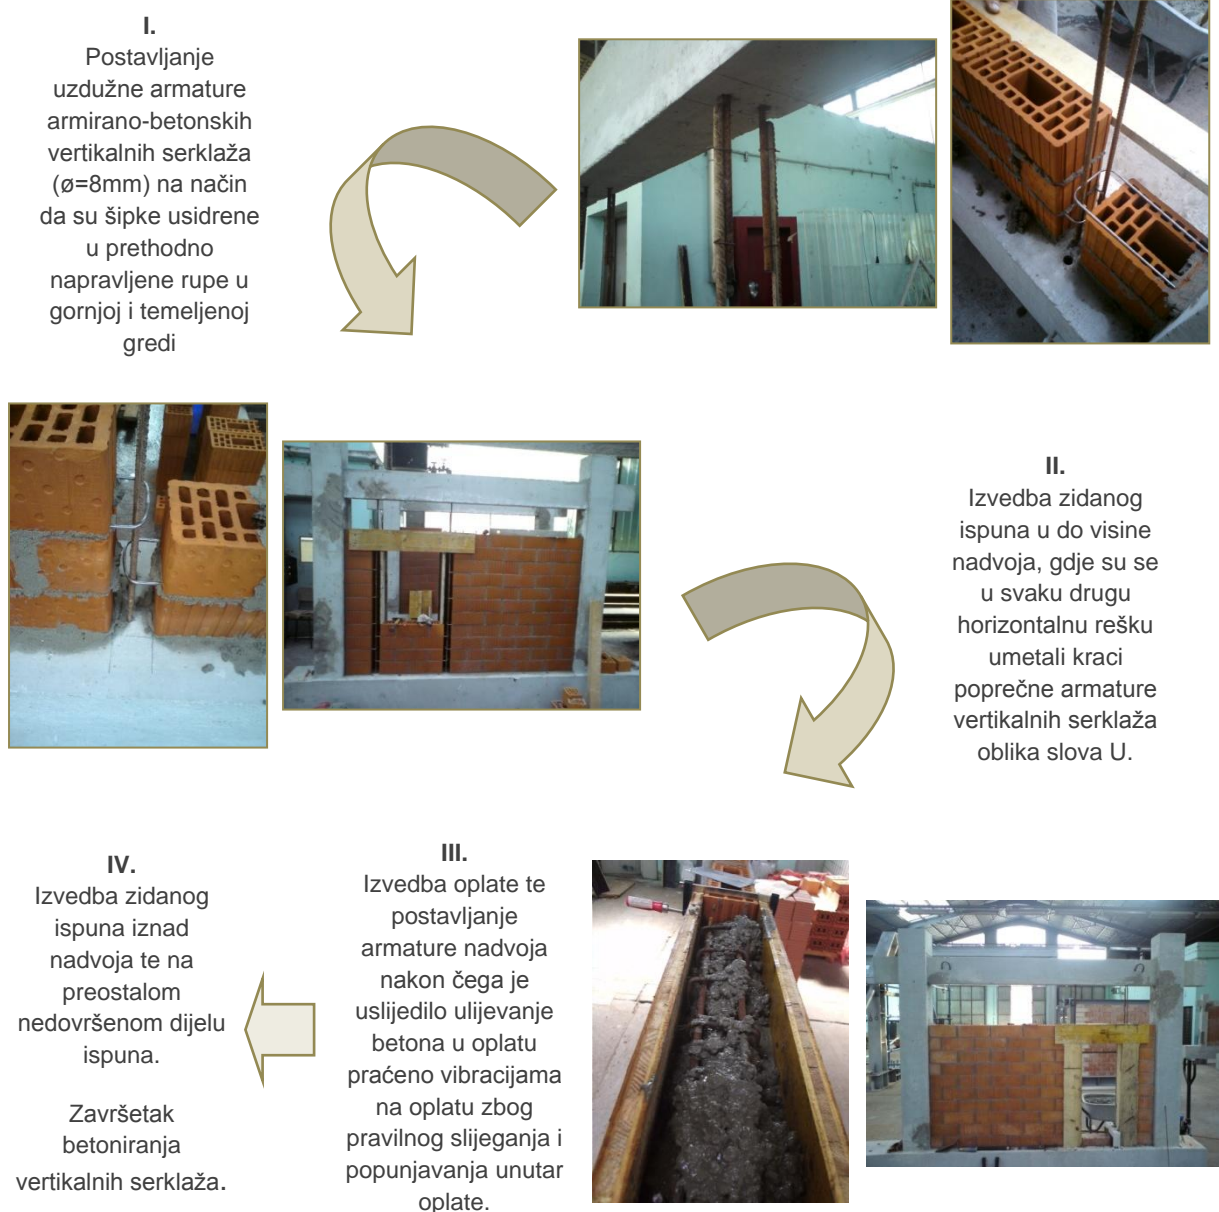 I.
Postavljanje
uzdužne armature
armirano-betonskih
vertikalnih serklaža
(ø=8mm) na način
da su šipke usidrene
u prethodno
napravljene rupe u
gornjoj i temeljenoj
gredi
II.
Izvedba zidanog
ispuna u do visine
nadvoja, gdje su se
u svaku drugu
horizontalnu rešku
umetali kraci
poprečne armature
vertikalnih serklaža
oblika slova U.
III.
Izvedba oplate te
postavljanje
armature nadvoja
nakon čega je
uslijedilo ulijevanje
betona u oplatu
praćeno vibracijama
na oplatu zbog
pravilnog slijeganja i
popunjavanja unutar
oplate.
IV.
Izvedba zidanog
ispuna iznad
nadvoja te na
preostalom
nedovršenom dijelu
ispuna.
Završetak
betoniranja
vertikalnih serklaža.